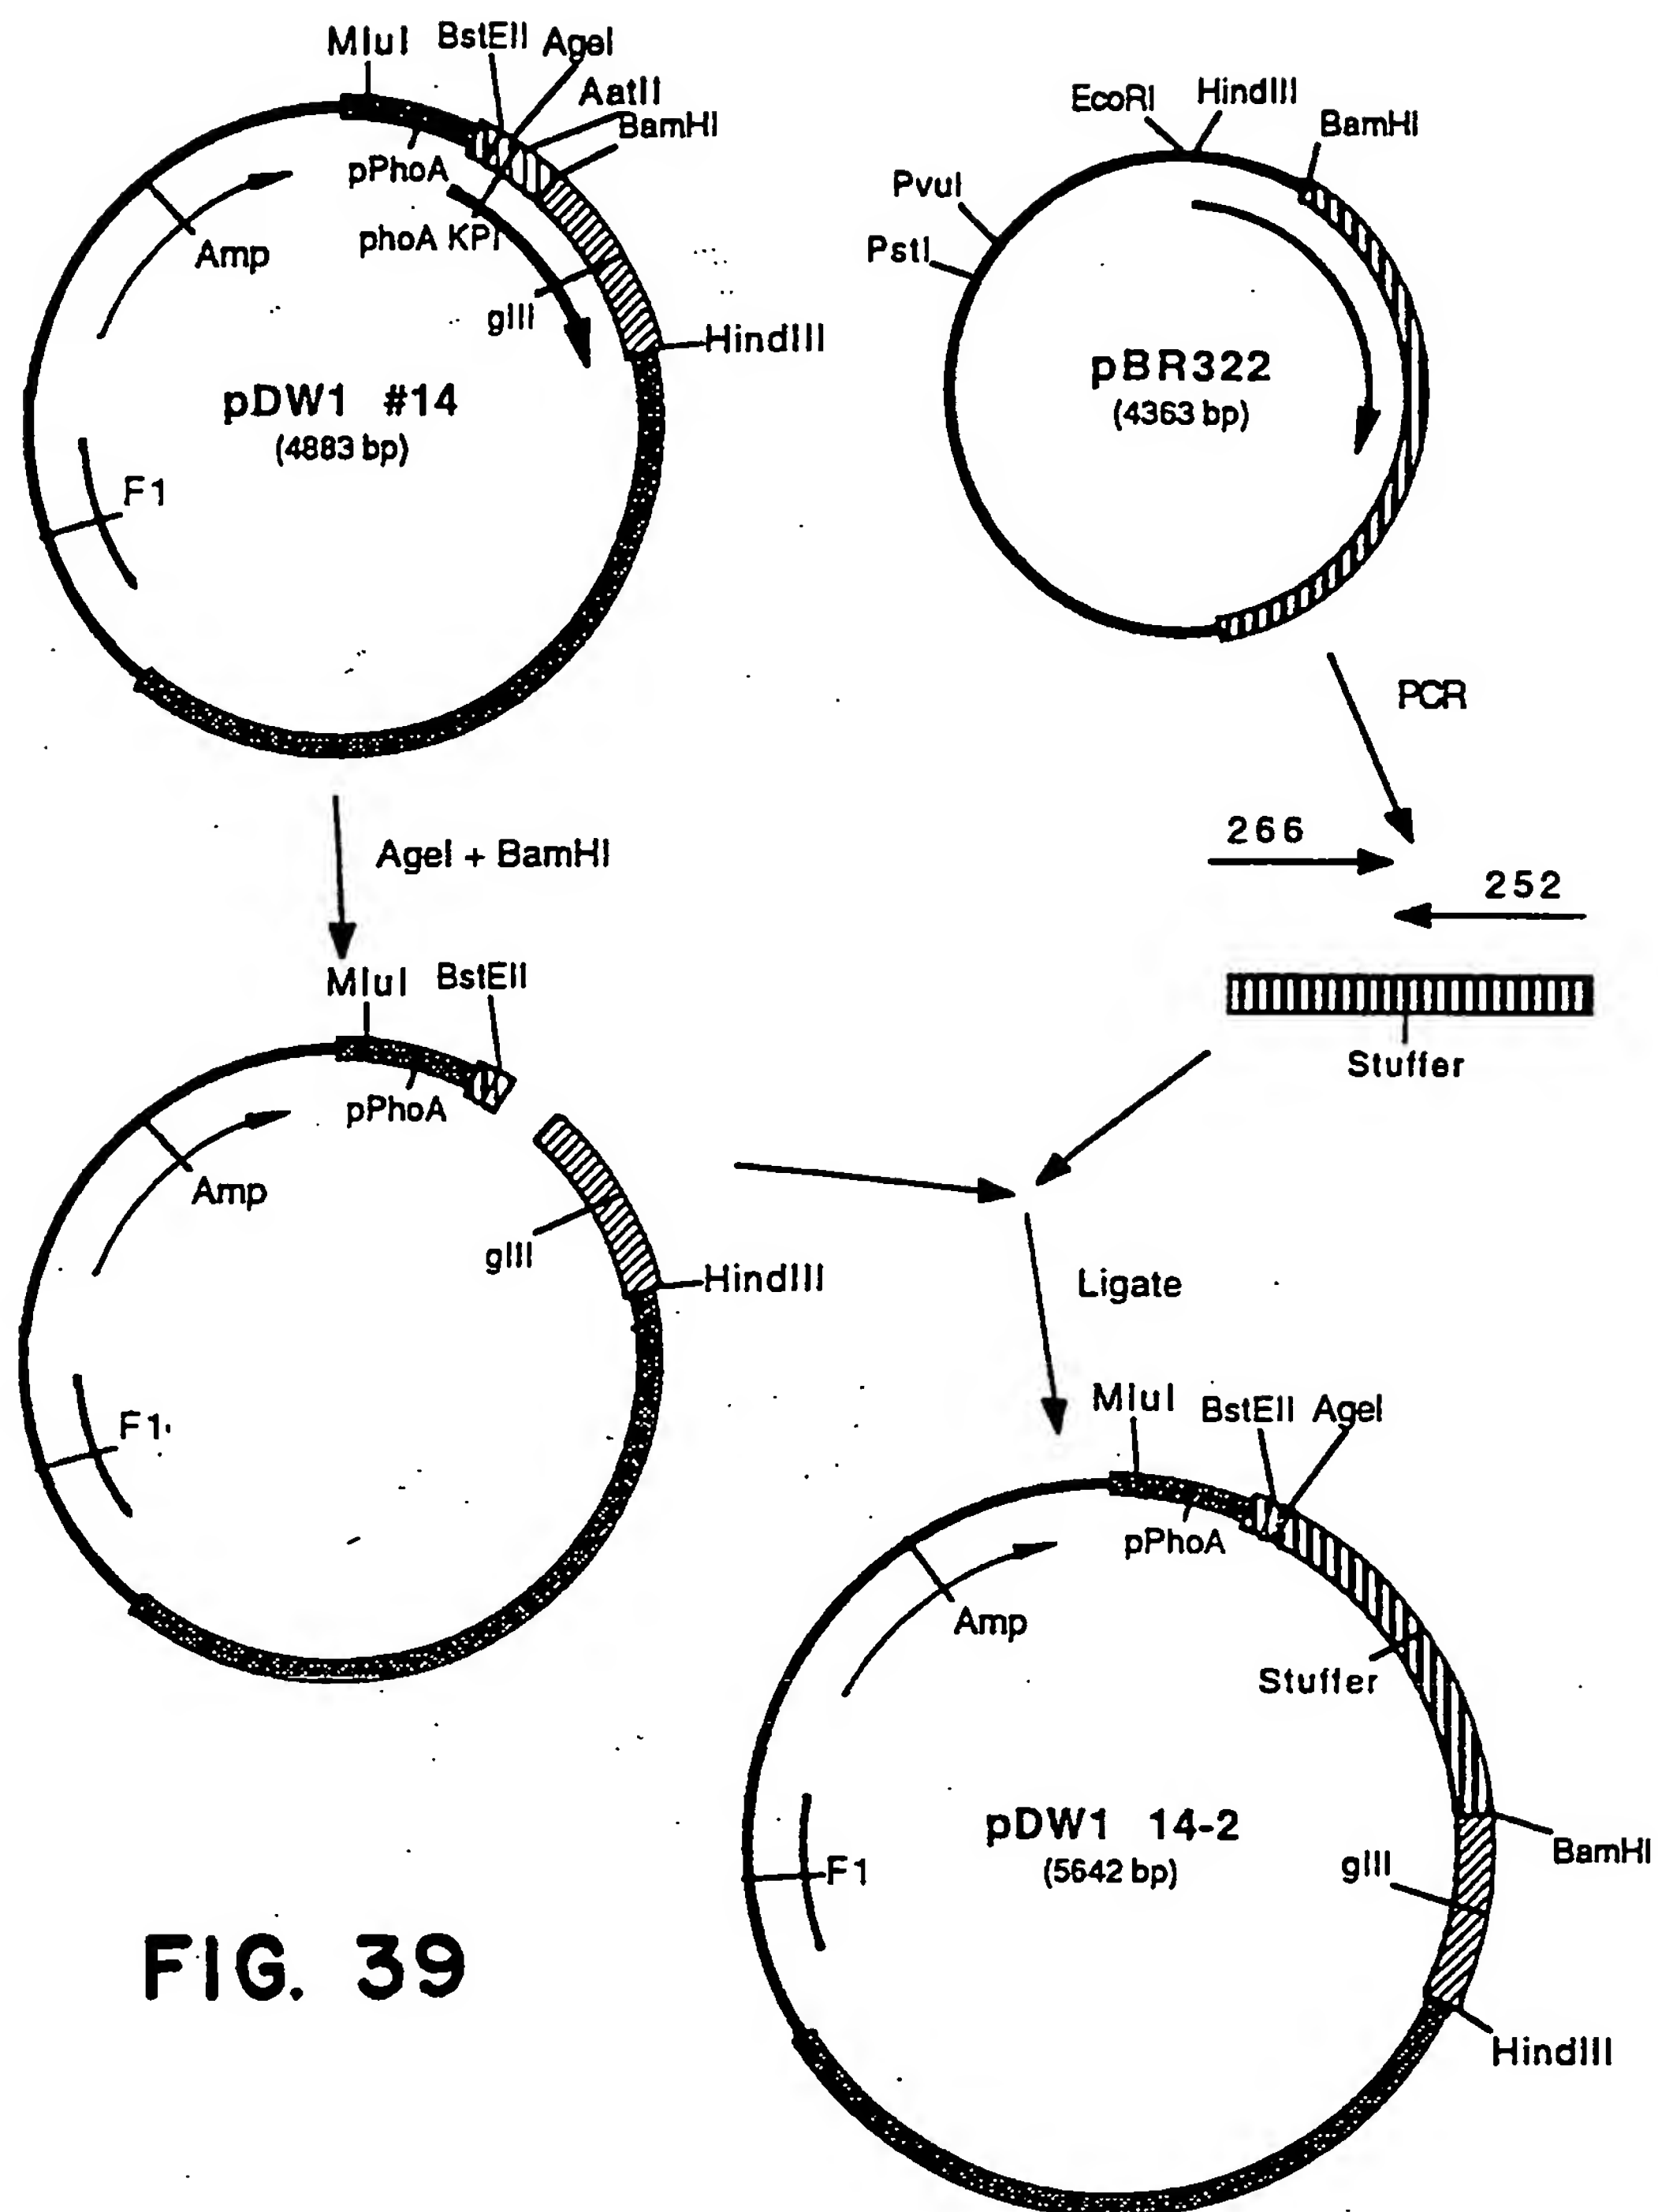 MluI BstEII AgeI
AatII
BamHI
pPhoA
phoA KPI
Amp
gIII
HindIII
pDW1 #14
(4883 bp)
F1
EcoRI HindIII
BamHI
PvuI
PstI
pBR322
(4363 bp)
PCR
266
252
Stuffer
AgeI + BamHI
MluI BstEII
pPhoA
Amp
gIII
HindIII
F1
Ligate
MluI BstEII AgeI
pPhoA
Amp
Stuffer
pDW1 14-2
(5642 bp)
F1
gIII
BamHI
HindIII
FIG. 39